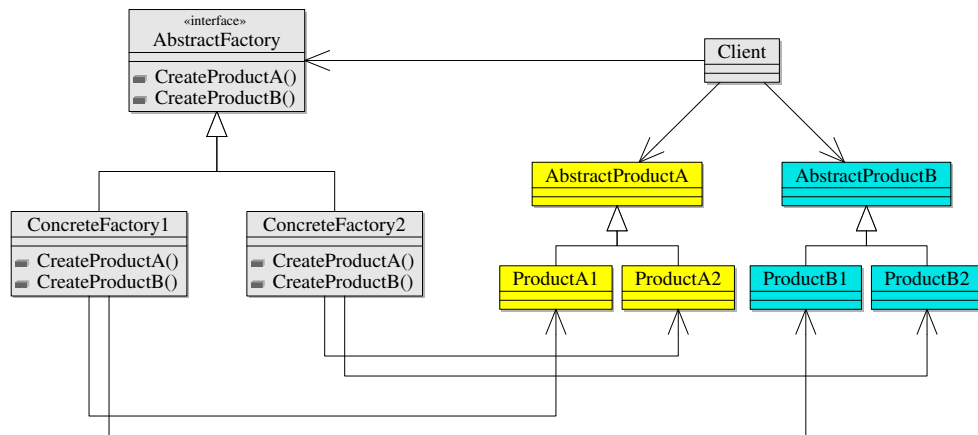 «interface»
AbstractFactory
CreateProductA()
CreateProductB()
Client
AbstractProductA
AbstractProductB
ConcreteFactory1
CreateProductA()
CreateProductB()
ConcreteFactory2
CreateProductA()
CreateProductB()
ProductA1
ProductA2
ProductB1
ProductB2